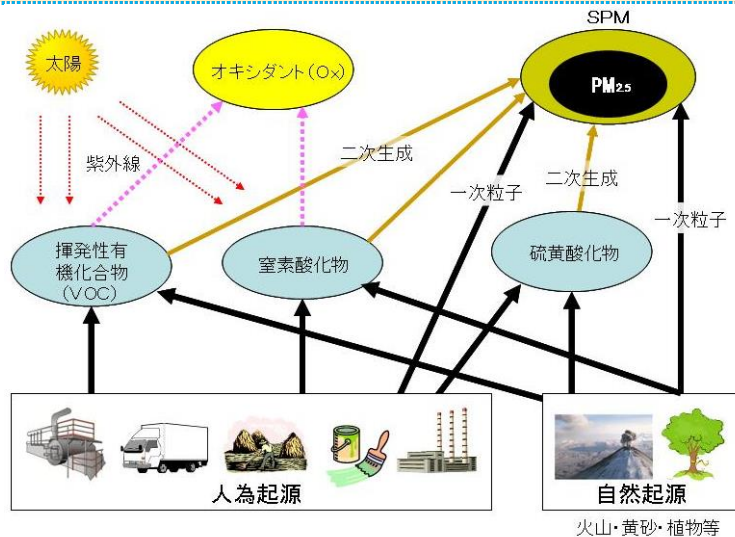 SPM
太陽
オキシダント(Ox)
PM2.5
紫外線
二次生成
一次粒子
二次生成
一次粒子
揮発性有
機化合物
(VOC)
窒素酸化物
硫黄酸化物
人為起源
自然起源
火山・黄砂・植物等